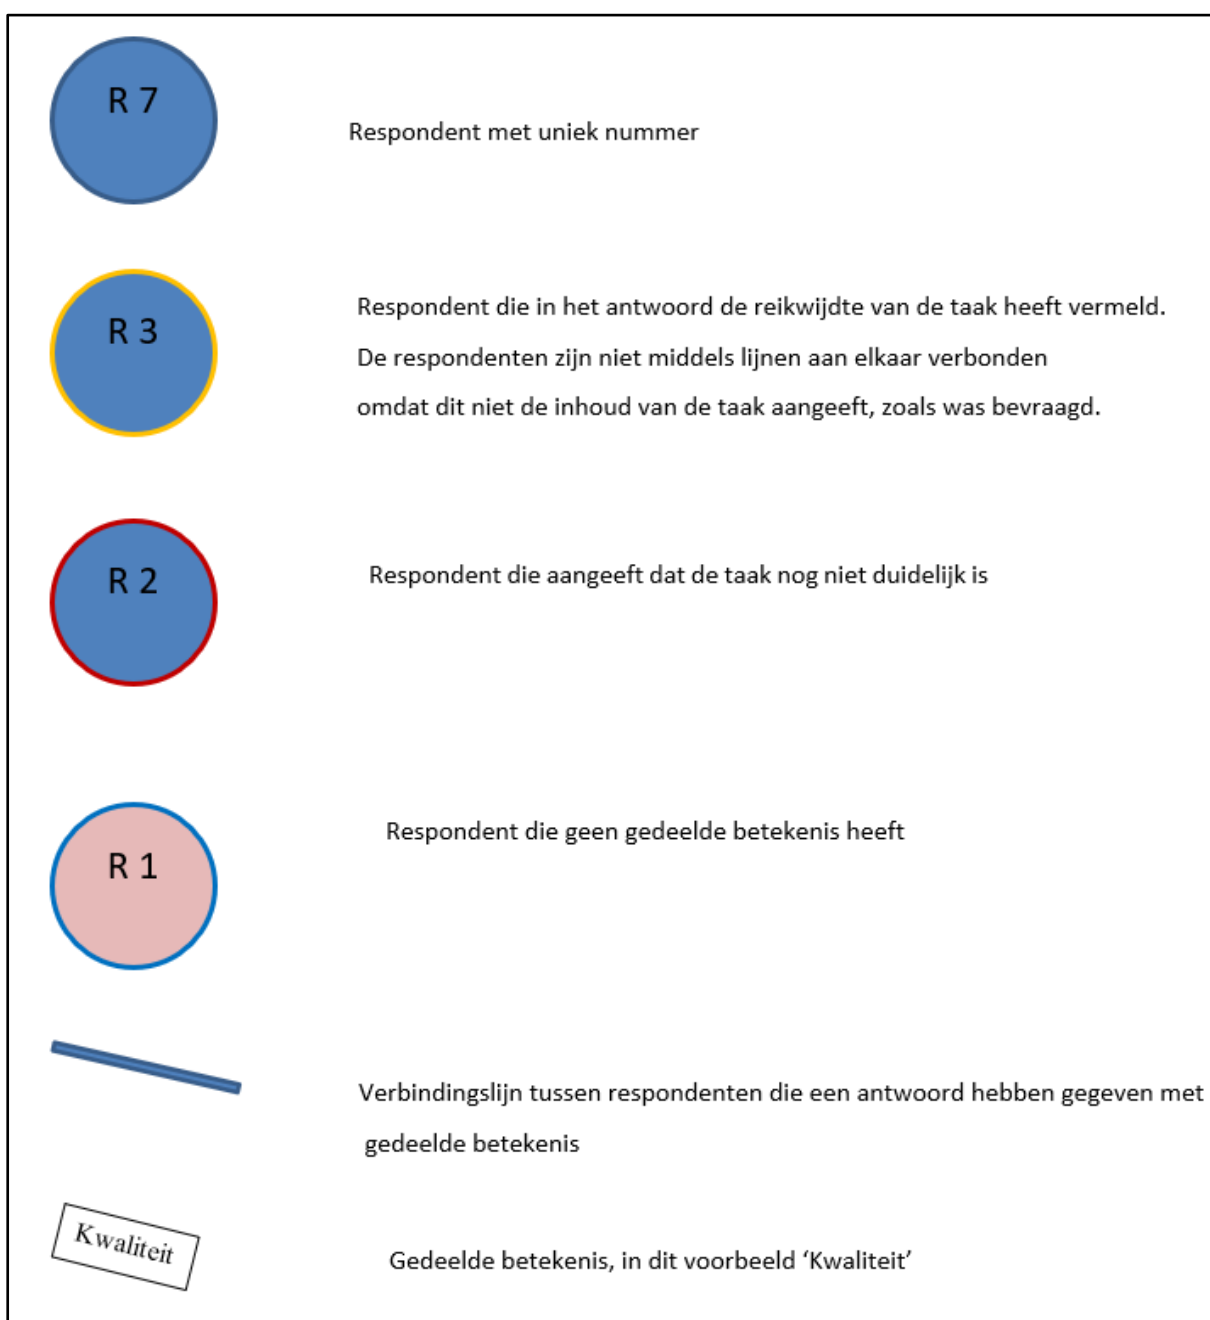 R 7
Respondent met uniek nummer
R 3
Respondent die in het antwoord de reikwijdte van de taak heeft vermeld.
De respondenten zijn niet middels lijnen aan elkaar verbonden
omdat dit niet de inhoud van de taak aangeeft, zoals was bevraagd.
R 2
Respondent die aangeeft dat de taak nog niet duidelijk is
R 1
Respondent die geen gedeelde betekenis heeft
Verbindingslijn tussen respondenten die een antwoord hebben gegeven met
gedeelde betekenis
Kwaliteit
Gedeelde betekenis, in dit voorbeeld ‘Kwaliteit’